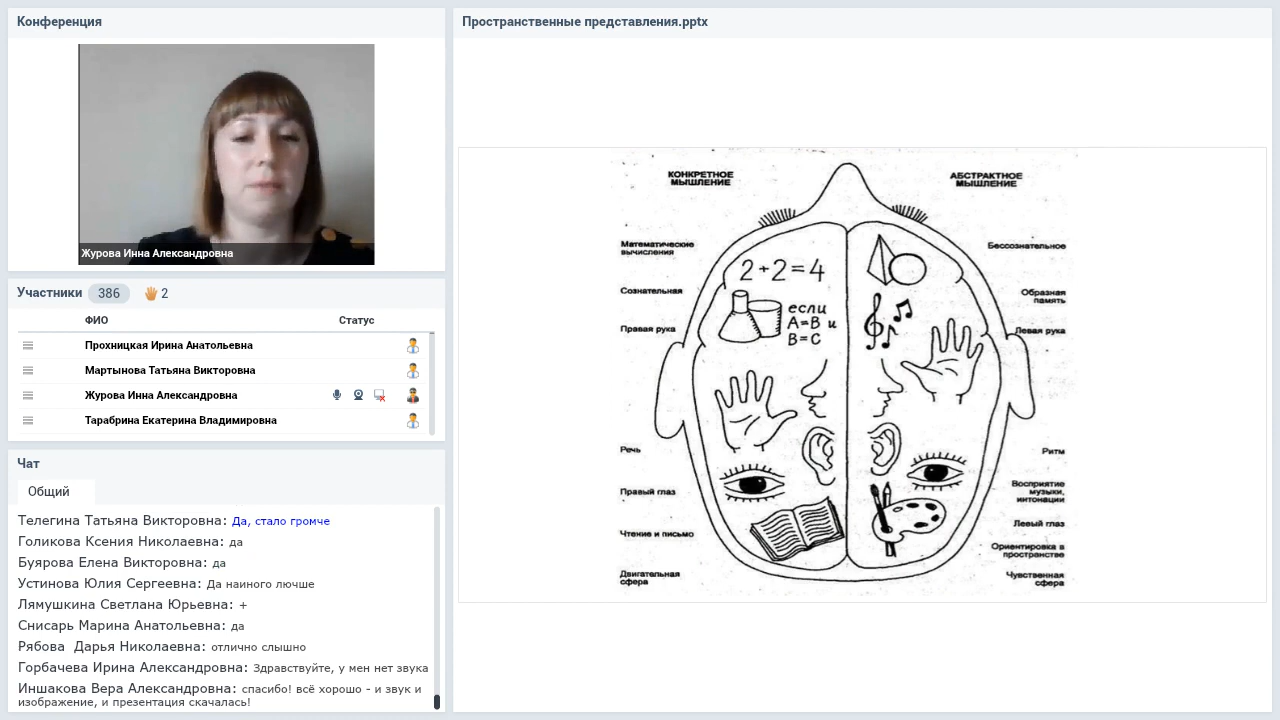 Конференция
Журова Инна Александровна
Участники 386 2
ФИО Статус
Прохницкая Ирина Анатольевна
Мартынова Татьяна Викторовна
Журова Инна Александровна
Тарабрина Екатерина Владимировна
Чат
Общий
Телегина Татьяна Викторовна: Да, стало громче
Голикова Ксения Николаевна: да
Буярова Елена Викторовна: да
Устинова Юлия Сергеевна: Да наиного лючше
Лямушкина Светлана Юрьевна: +
Снисарь Марина Анатольевна: да
Рябова Дарья Николаевна: отлично слышно
Горбачева Ирина Александровна: Здравствуйте, у мен нет звука
Иншакова Вера Александровна: спасибо! всё хорошо - и звук и
изображение, и презентация скачалась!
Пространственные представления.pptx
КОНКРЕТНОЕ
МЫШЛЕНИЕ
АБСТРАКТНОЕ
МЫШЛЕНИЕ
Математические
вычисления
Сознательная
Правая рука
Речь
Правый глаз
Чтение и письмо
Двигательная
сфера
2+2=4
если
А=В и
В=С
Бессознательное
Образная
память
Левая рука
Ритм
Восприятие
музыки,
интонации
Левый глаз
Ориентировка в
пространстве
Чувственная
сфера